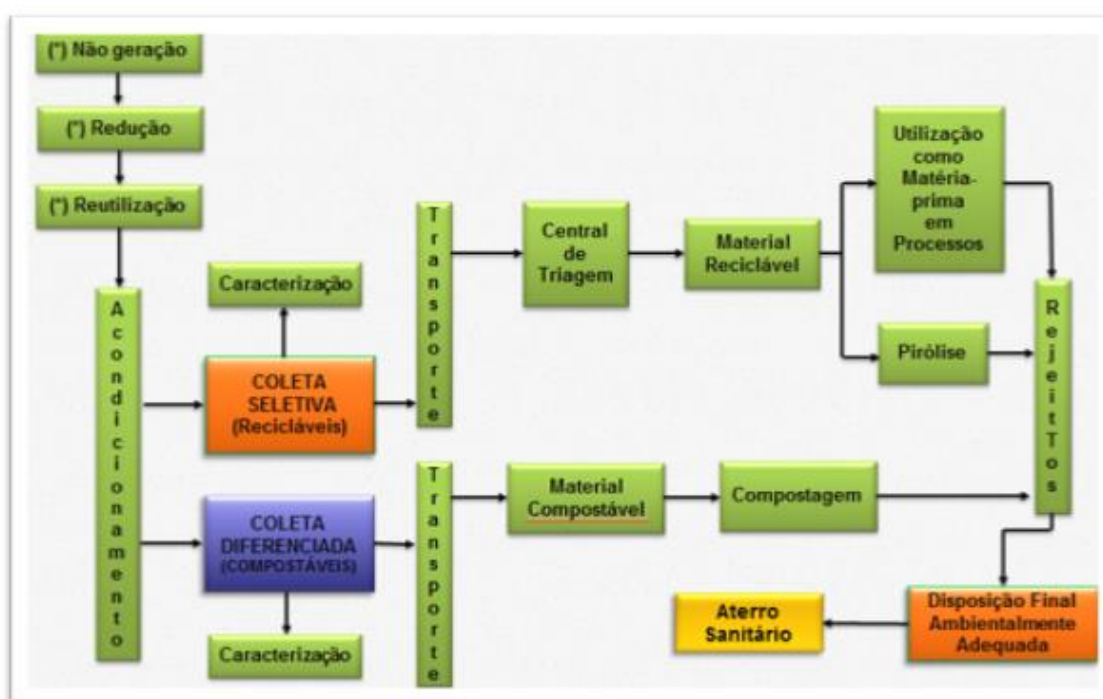 (*) Não geração
(*) Redução
(*) Reutilização
Acondicionamento
Caracterização
COLETA
SELETIVA
(Recicláveis)
COLETA
DIFERENCIADA
(COMPOSTÁVEIS)
Caracterização
Transporte
Central
de
Triagem
Material
Reciclável
Utilização
como
Matéria-
prima
em
Processos
Pirólise
Transporte
Material
Compostável
Compostagem
RejeitTos
Disposição Final
Ambientalmente
Adequada
Aterro
Sanitário